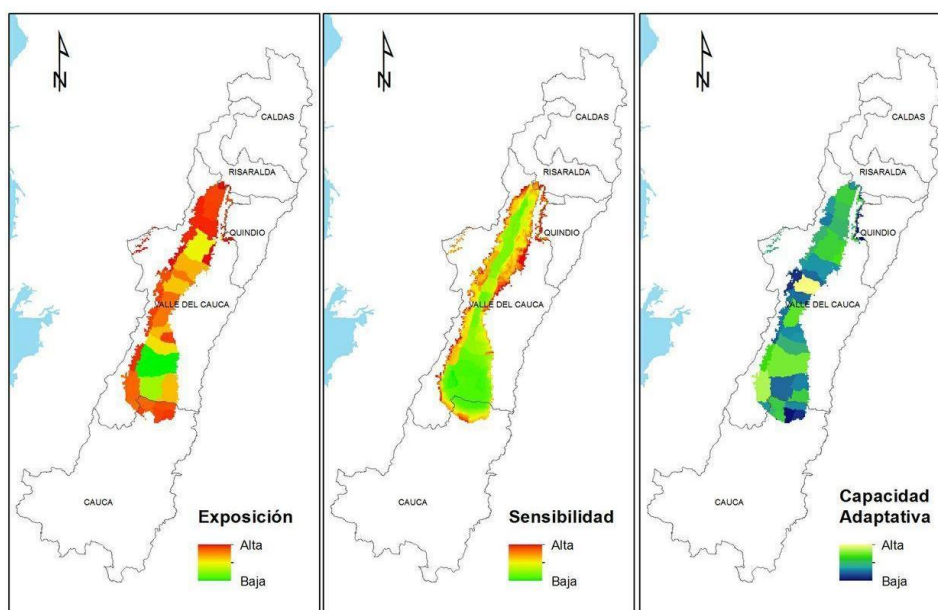 N
CALDAS
RISARALDA
QUINDIO
VALLE DEL CAUCA
CAUCA
Exposición
Alta
Baja
N
CALDAS
RISARALDA
QUINDIO
VALLE DEL CAUCA
CAUCA
Sensibilidad
Alta
Baja
N
CALDAS
RISARALDA
QUINDIO
VALLE DEL CAUCA
CAUCA
Capacidad
Adaptativa
Alta
Baja